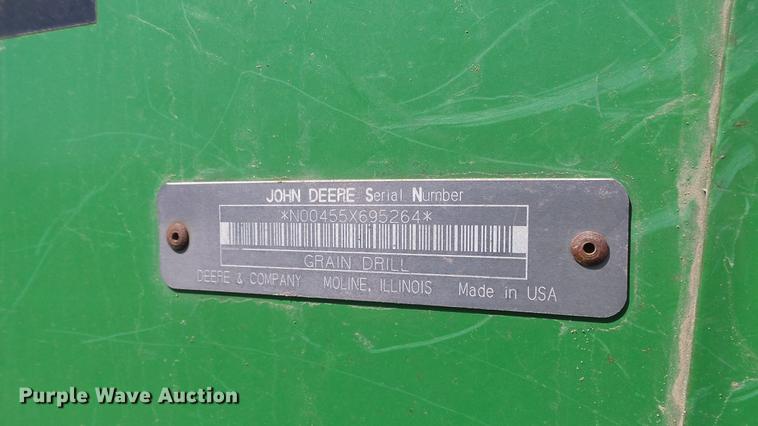 JOHN DEERE Serial Number
*N00455X695264*
GRAIN DRILL
DEERE & COMPANY MOLINE, ILLINOIS Made in USA
Purple Wave Auction